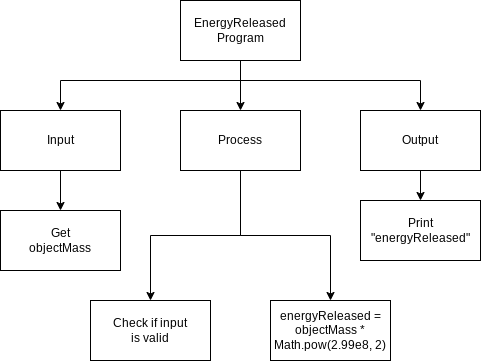 EnergyReleased
Program
Input
Process
Output
Get
objectMass
Print
"energyReleased"
Check if input
is valid
energyReleased =
objectMass *
Math.pow(2.99e8, 2)